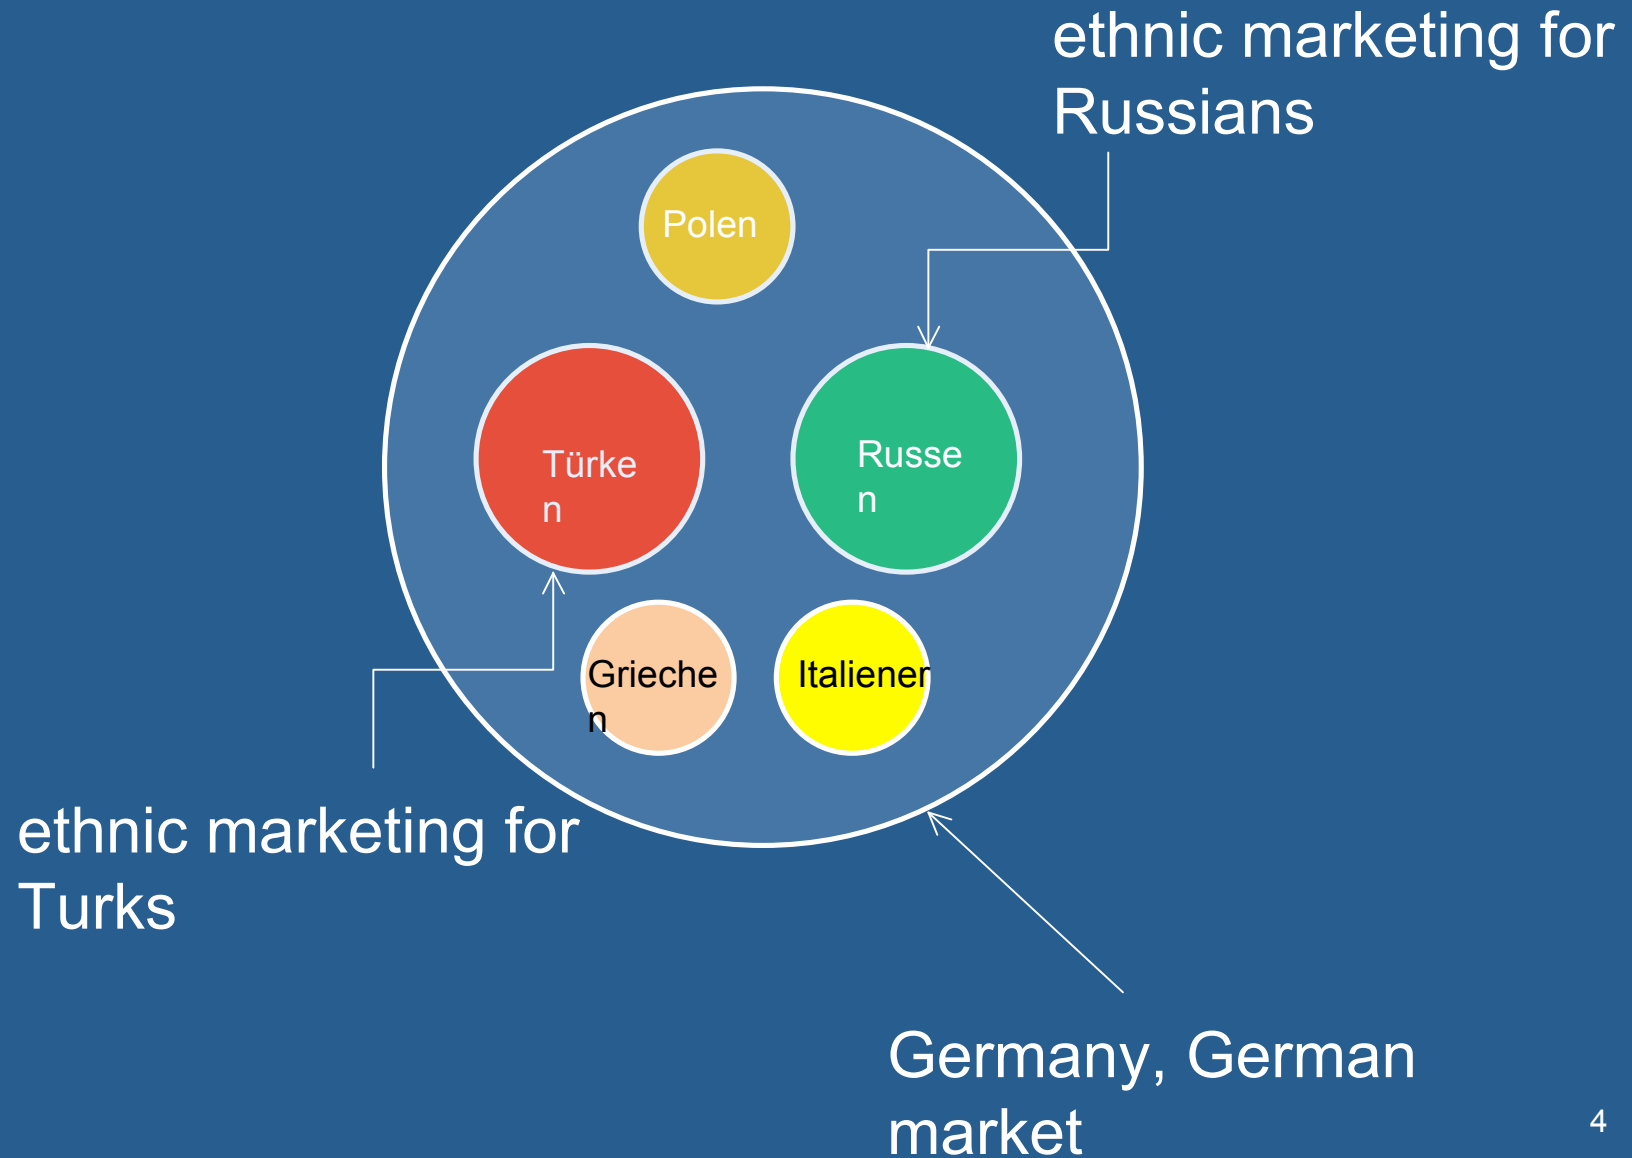 ethnic marketing for
Russians
Polen
Türke
n
Russe
n
Grieche
n
Italiener
ethnic marketing for
Turks
Germany, German
market
4